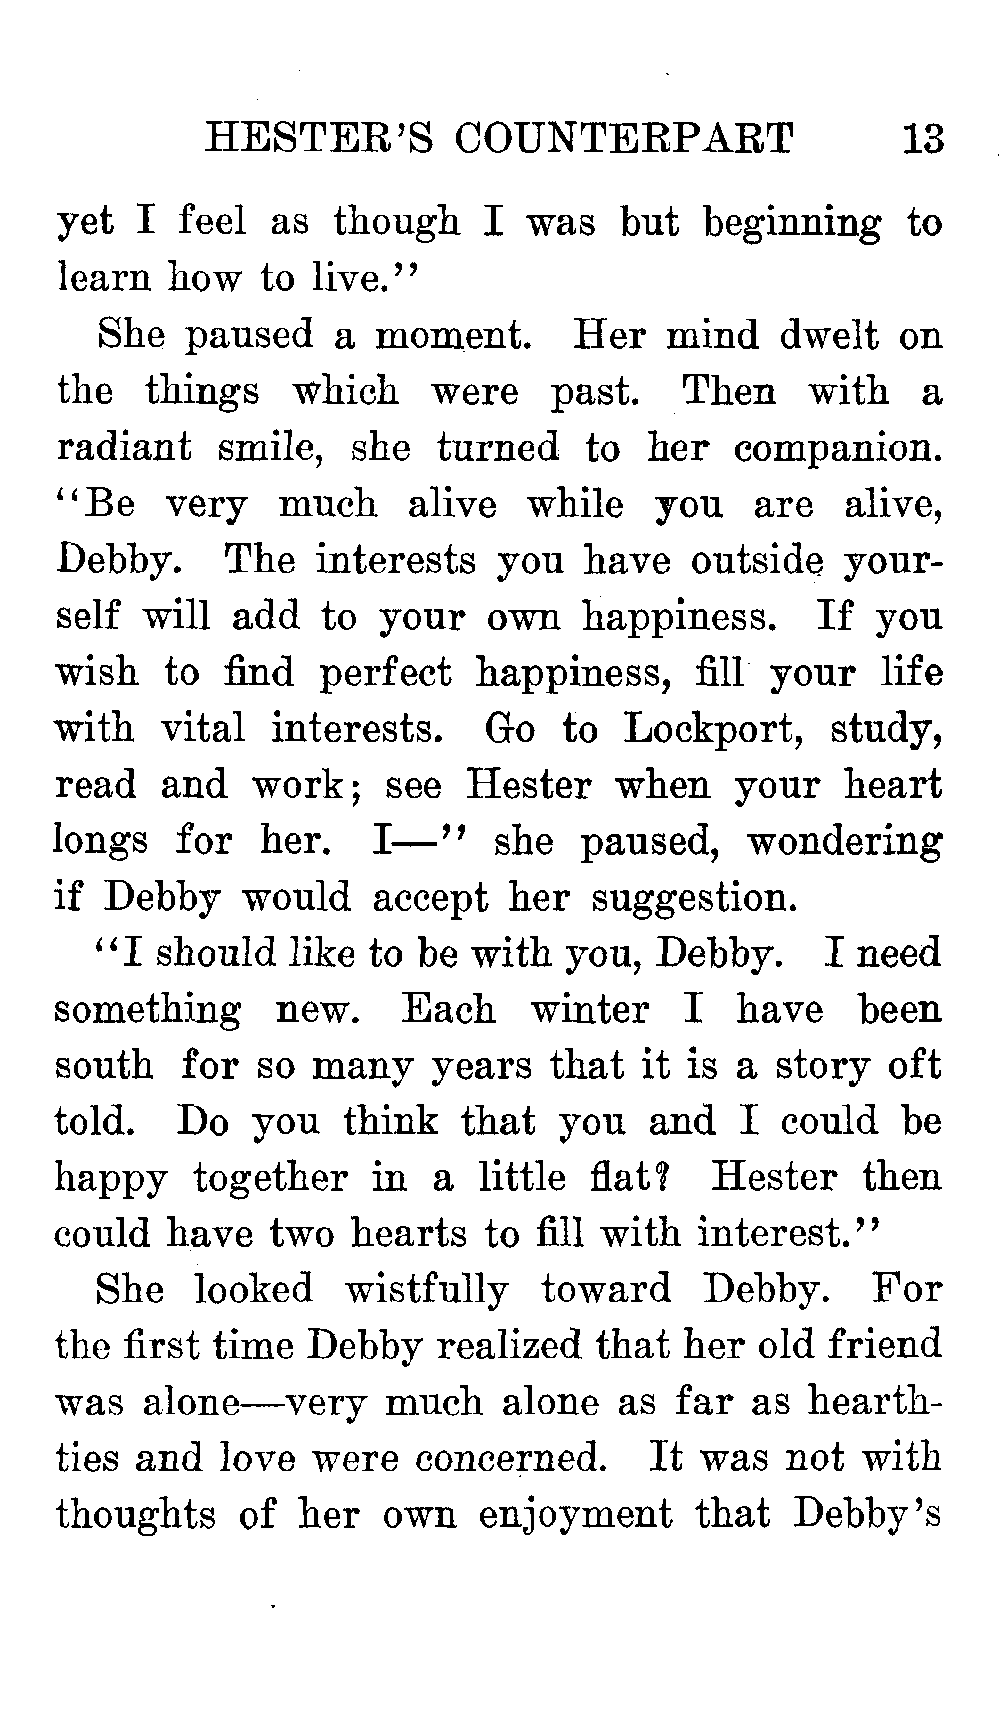 HESTER'S COUNTERPART 13
yet I feel as though I was but beginning to
learn how to live."
She paused a moment. Her mind dwelt on
the things which were past. Then with a
radiant smile, she turned to her companion.
"Be very much alive while you are alive,
Debby. The interests you have outside your-
self will add to your own happiness. If you
wish to find perfect happiness, fill your life
with vital interests. Go to Lockport, study,
read and work; see Hester when your heart
longs for her. I—" she paused, wondering
if Debby would accept her suggestion.
"I should like to be with you, Debby. I need
something new. Each winter I have been
south for so many years that it is a story oft
told. Do you think that you and I could be
happy together in a little flat? Hester then
could have two hearts to fill with interest."
She looked wistfully toward Debby. For
the first time Debby realized that her old friend
was alone—very much alone as far as hearth-
ties and love were concerned. It was not with
thoughts of her own enjoyment that Debby's